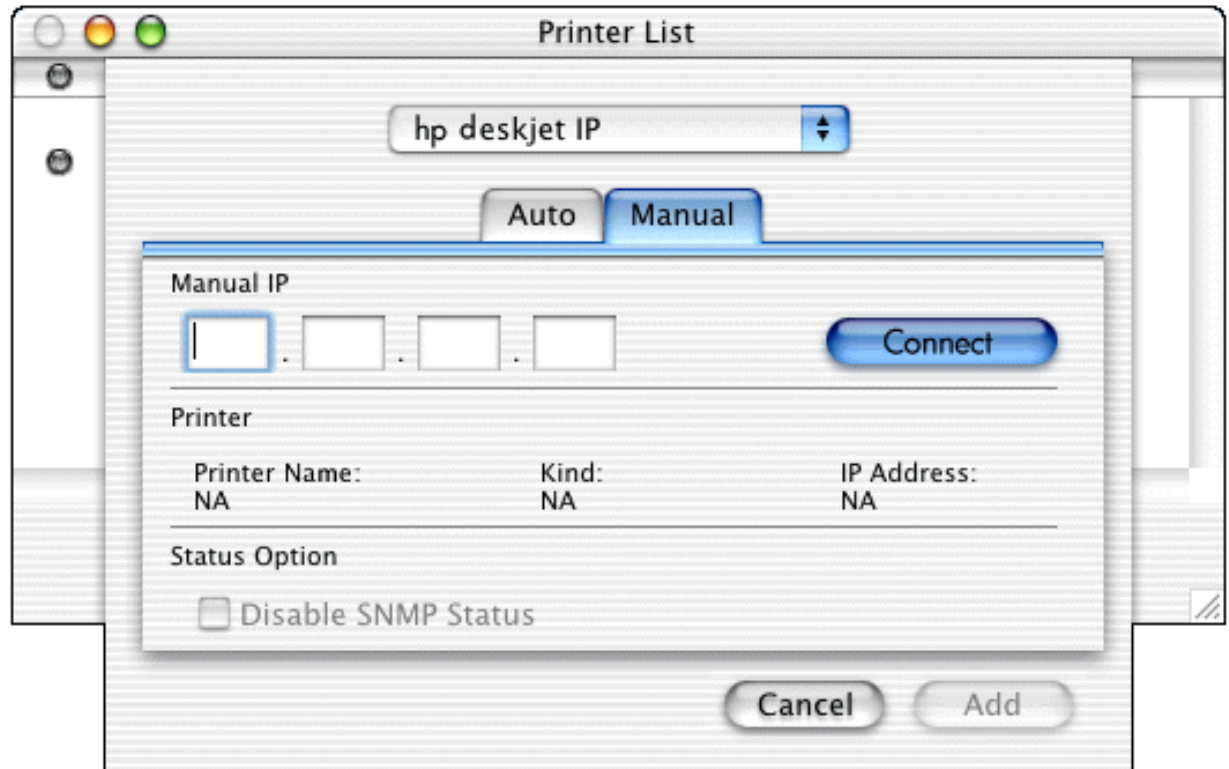 Printer List
hp deskjet IP
Auto Manual
Manual IP
. . . Connect
Printer
Printer Name: Kind: IP Address:
NA NA NA
Status Option
Disable SNMP Status
Cancel Add